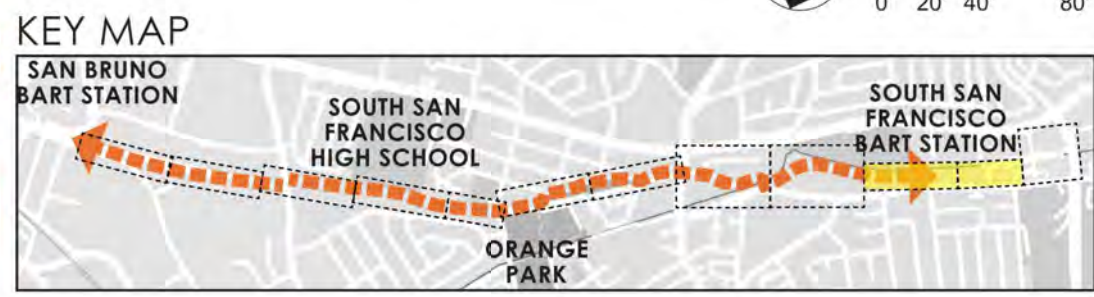 0 20 40 80
KEY MAP
SAN BRUNO
BART STATION
SOUTH SAN
FRANCISCO
HIGH SCHOOL
SOUTH SAN
FRANCISCO
BART STATION
ORANGE
PARK